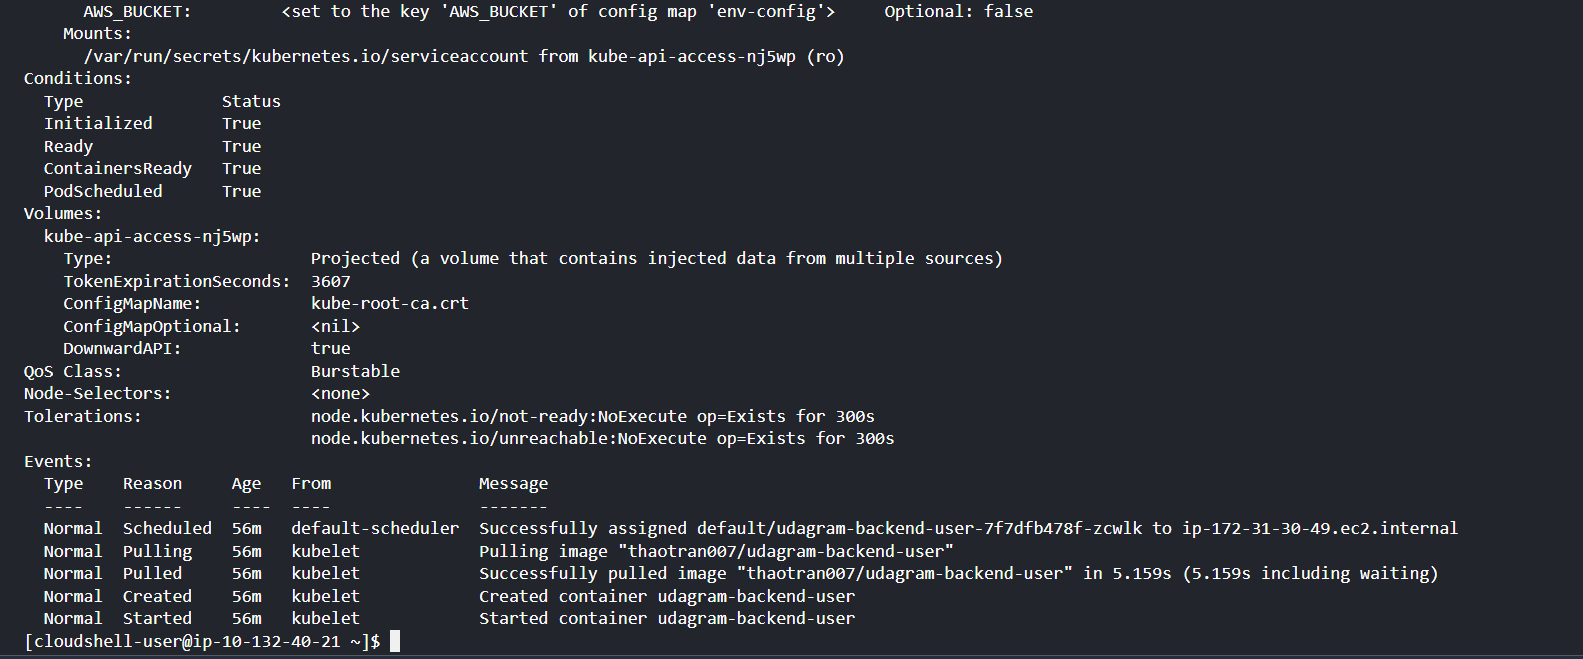 AWS_BUCKET: <set to the key 'AWS_BUCKET' of config map 'env-config'> Optional: false
Mounts:
/var/run/secrets/kubernetes.io/serviceaccount from kube-api-access-nj5wp (ro)
Conditions:
Type Status
Initialized True
Ready True
ContainersReady True
PodScheduled True
Volumes:
kube-api-access-nj5wp:
Type: Projected (a volume that contains injected data from multiple sources)
TokenExpirationSeconds: 3607
ConfigMapName: kube-root-ca.crt
ConfigMapOptional: <nil>
DownwardAPI: true
QoS Class: Burstable
Node-Selectors: <none>
Tolerations: node.kubernetes.io/not-ready:NoExecute op=Exists for 300s
node.kubernetes.io/unreachable:NoExecute op=Exists for 300s
Events:
Type Reason Age From Message
---- ------ ---- ---- -------
Normal Scheduled 56m default-scheduler Successfully assigned default/udagram-backend-user-7f7dfb478f-zcwlk to ip-172-31-30-49.ec2.internal
Normal Pulling 56m kubelet Pulling image "thaotran007/udagram-backend-user"
Normal Pulled 56m kubelet Successfully pulled image "thaotran007/udagram-backend-user" in 5.159s (5.159s including waiting)
Normal Created 56m kubelet Created container udagram-backend-user
Normal Started 56m kubelet Started container udagram-backend-user
[cloudshell-user@ip-10-132-40-21 ~]$